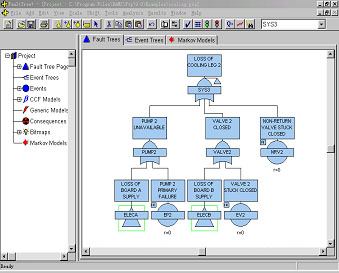 SYS3
Fault Trees
Event Trees
Markov Models
Project
Fault Tree Page
Event Trees
Events
CCF Models
Generic Models
Consequences
Bitmaps
Markov Models
LOSS OF
COOLING LEG 2
SYS3
PUMP 2
UNAVAILABLE
PUMP2
VALVE 2
CLOSED
VALVE2
NON-RETURN
VALVE STUCK
CLOSED
NRV2
r=0
LOSS OF
BOARD A
SUPPLY
ELECA
PUMP 2
PRIMARY
FAILURE
EP2
r=0
LOSS OF
BOARD B
SUPPLY
ELECB
VALVE 2
STUCK CLOSED
EV2
r=0
Ready